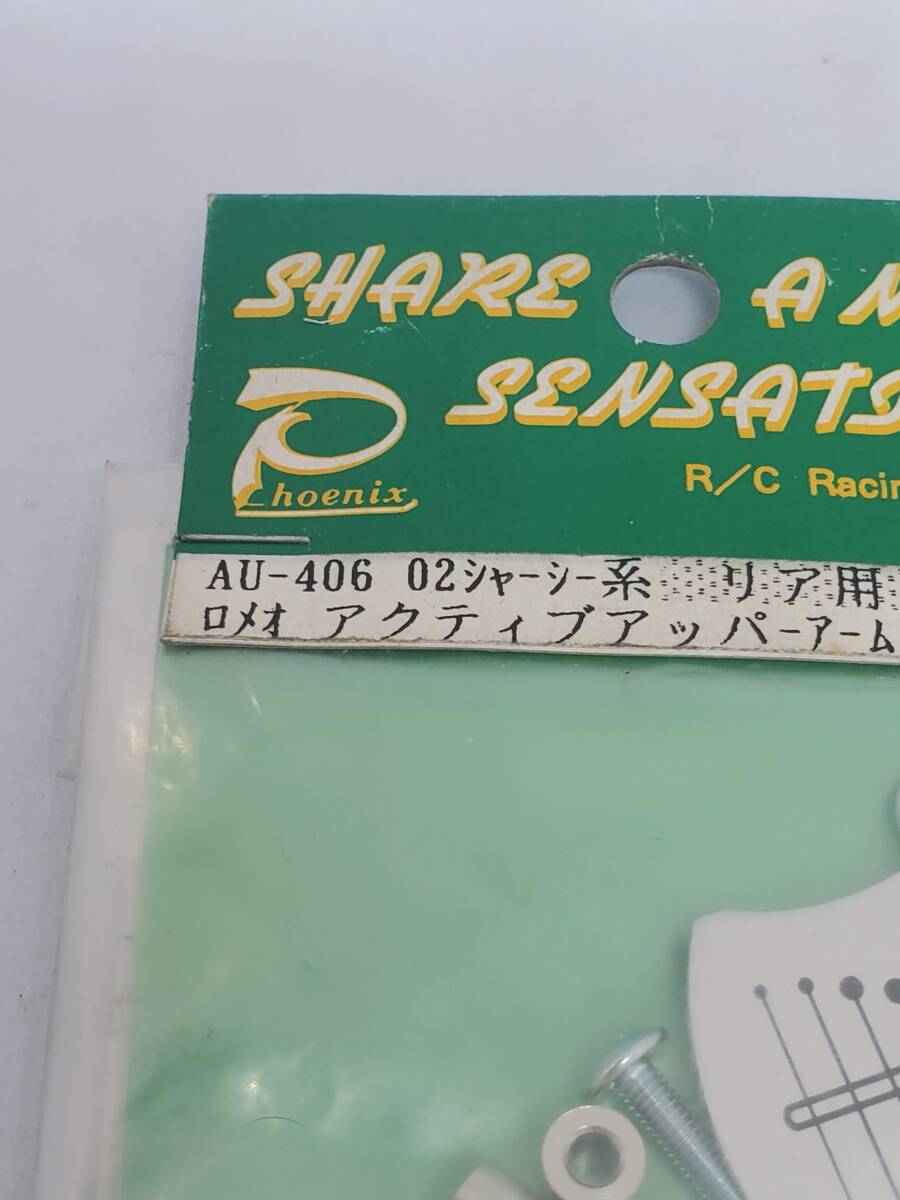 SHARE A N
SENSATI
Phoenix
R/C Racin
AU-406 02シャーシー系 リア用
ロメオ アクティブアッパーアーム